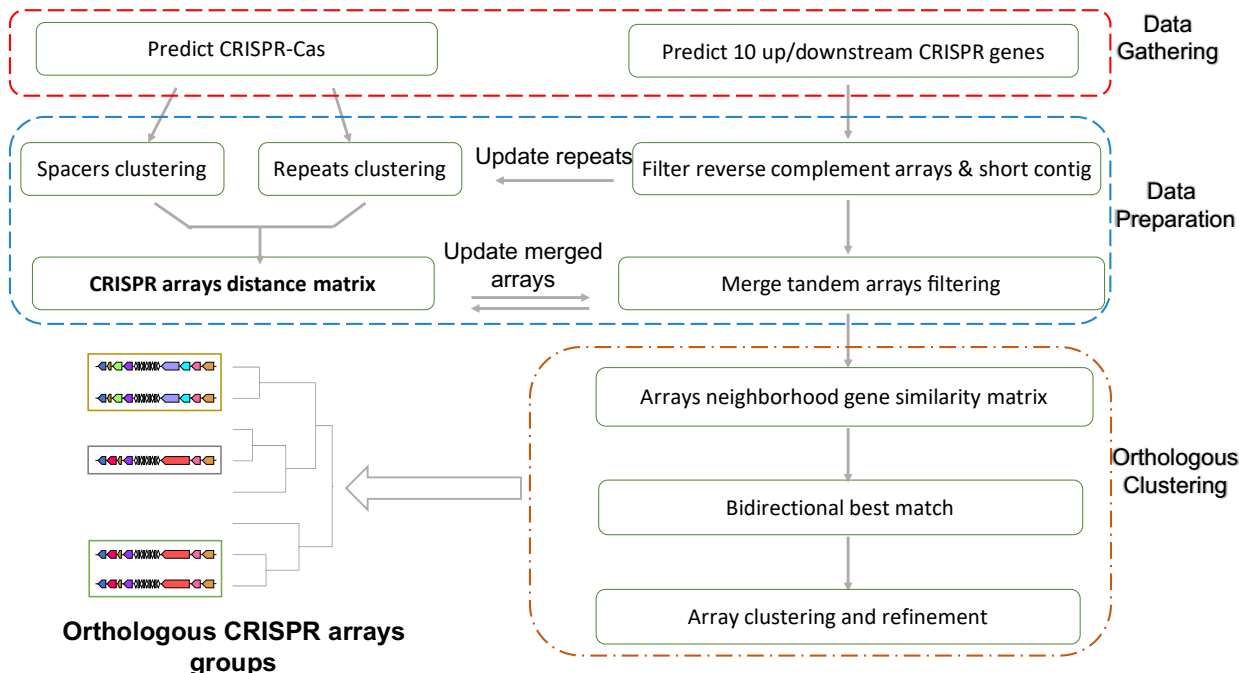 Predict CRISPR-Cas
Predict 10 up/downstream CRISPR genes
Data
Gathering
Spacers clustering
Repeats clustering
Update repeats
Filter reverse complement arrays & short contig
Data
Preparation
CRISPR arrays distance matrix
Update merged
arrays
Merge tandem arrays filtering
Arrays neighborhood gene similarity matrix
Bidirectional best match
Array clustering and refinement
Orthologous
Clustering
Orthologous CRISPR arrays
groups